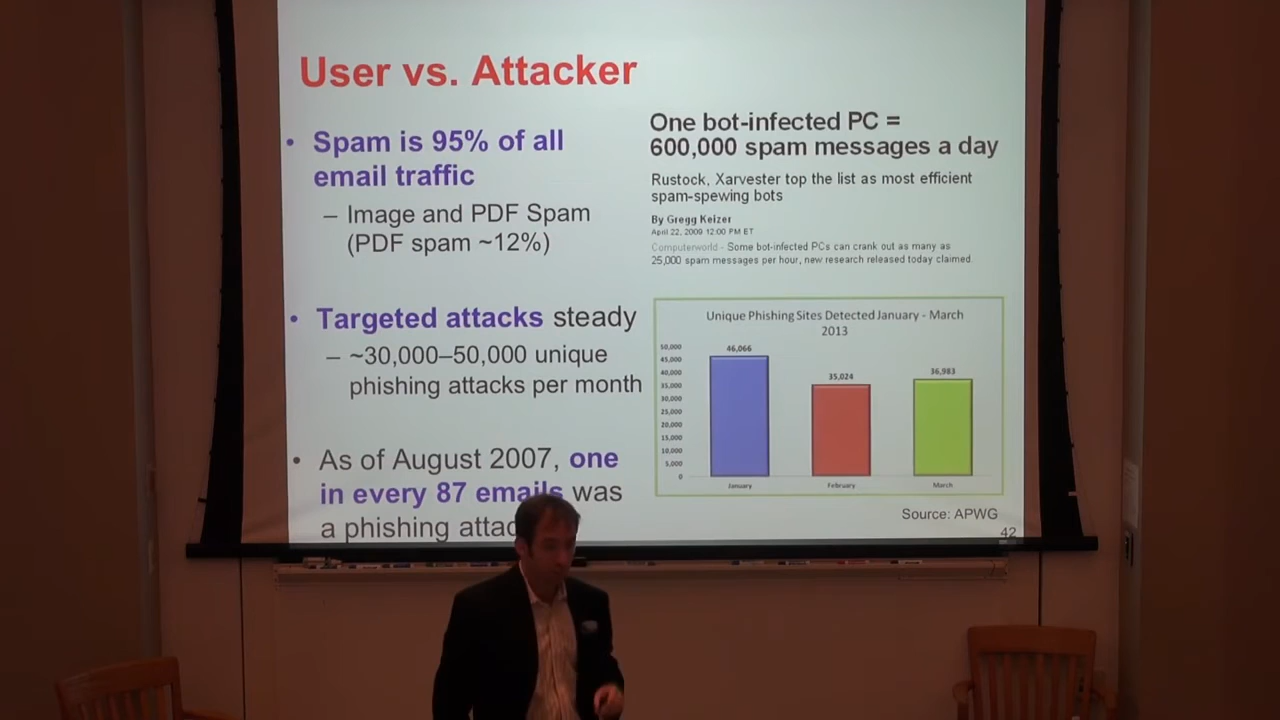 User vs. Attacker
• Spam is 95% of all
email traffic
– Image and PDF Spam
(PDF spam ~12%)
• Targeted attacks steady
– ~30,000–50,000 unique
phishing attacks per month
• As of August 2007, one
in every 87 emails was
a phishing attac
One bot-infected PC =
600,000 spam messages a day
Rustock, Xarvester top the list as most efficient
spam-spewing bots
By Gregg Keizer
April 22, 2009 12:00 PM ET
Computerworld - Some bot-infected PCs can crank out as many as
25,000 spam messages per hour, new research released today claimed.
Unique Phishing Sites Detected January - March
2013
50,000
45,000
40,000
35,000
30,000
25,000
20,000
15,000
10,000
5,000
0
46,066
35,024
36,983
January
February
March
Source: APWG
42